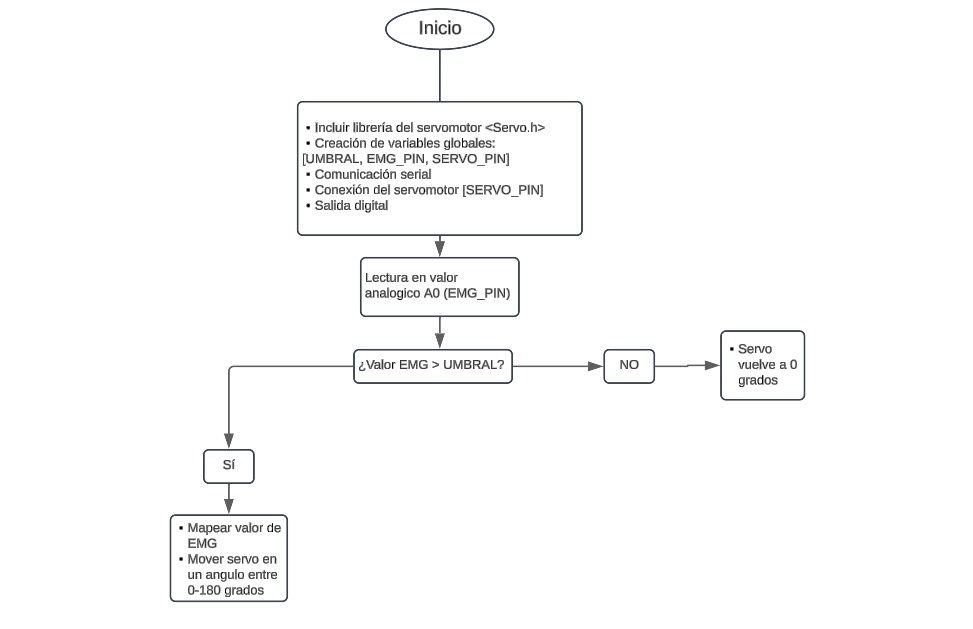 Inicio
▪ Incluir librería del servomotor <Servo.h>
▪ Creación de variables globales:
[UMBRAL, EMG_PIN, SERVO_PIN]
▪ Comunicación serial
▪ Conexión del servomotor [SERVO_PIN]
▪ Salida digital
Lectura en valor
analogico A0 (EMG_PIN)
¿Valor EMG > UMBRAL?
NO
▪ Servo
vuelve a 0
grados
Sí
▪ Mapear valor de
EMG
▪ Mover servo en
un angulo entre
0-180 grados